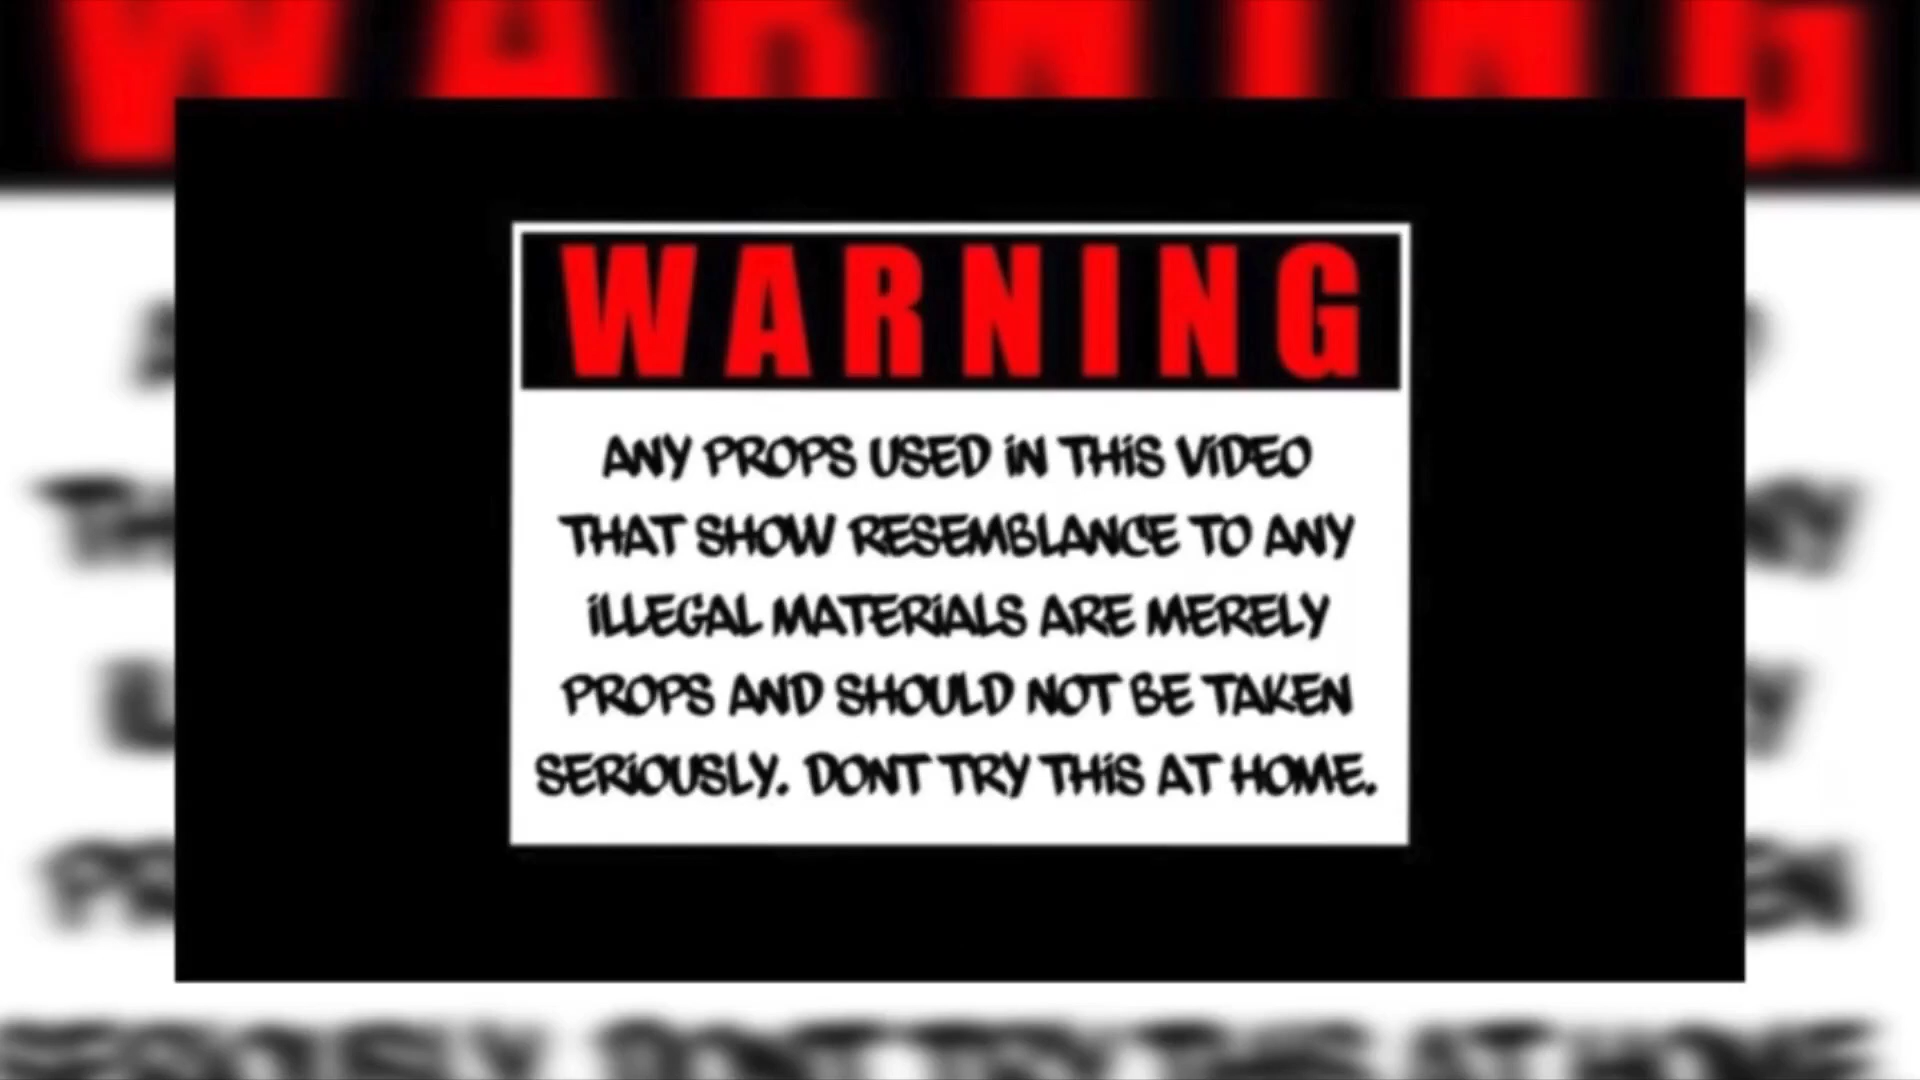 WARNING
ANY PROPS USED iN THiS ViDEO
THAT SHOW RESEMBLANCE TO ANY
iLLEGAL MATERiALS ARE MERELY
PROPS AND SHOULD NOT BE TAKEN
SERiOUSLY. DONT TRY THiS AT HOME.